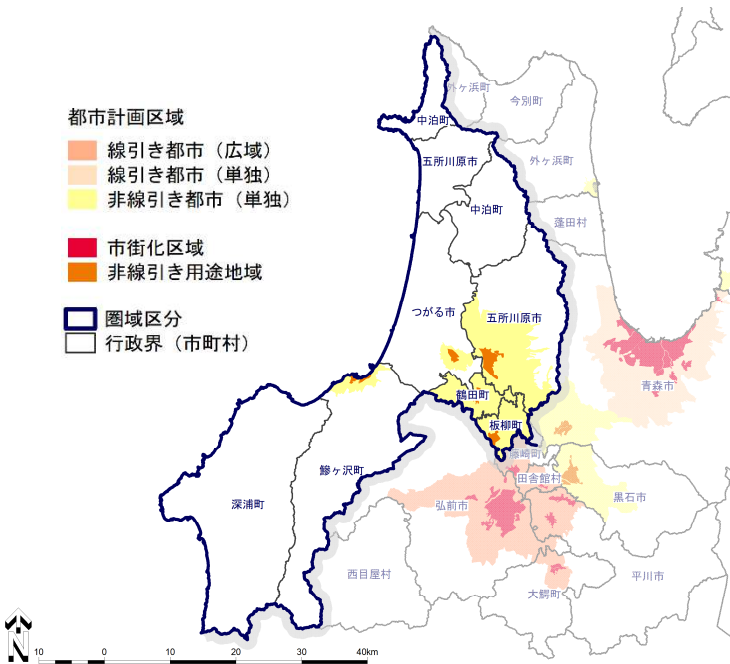 都市計画区域
線引き都市（広域）
線引き都市（単独）
非線引き都市（単独）
市街化区域
非線引き用途地域
圏域区分
行政界（市町村）
外ヶ浜町
今別町
中泊町
五所川原市
外ヶ浜町
中泊町
蓬田村
つがる市
五所川原市
青森市
鶴田町
板柳町
藤崎町
鰺ヶ沢町
田舎館村
深浦町
弘前市
黒石市
西目屋村
平川市
大鰐町
N
10 0 10 20 30 40km